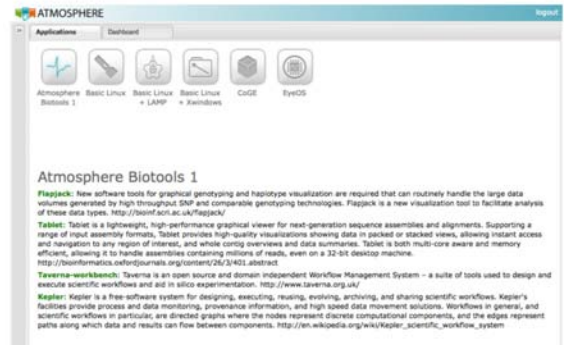 ATMOSPHERE
logout
Applications
Dashboard
Atmosphere Biotools 1
Basic Linux
Basic Linux + LAMP
Basic Linux + Xwindows
CoGE
EyeOS
Atmosphere Biotools 1
Flapjack: New software tools for graphical genotyping and haplotype visualization are required that can routinely handle the large data
volumes generated by high throughput SNP and comparable genotyping technologies. Flapjack is a new visualization tool to facilitate analysis
of these data types. http://bioinf.scri.ac.uk/flapjack/
Tablet: Tablet is a lightweight, high-performance graphical viewer for next-generation sequence assemblies and alignments. Supporting a
range of input assembly formats, Tablet provides high-quality visualizations showing data in packed or stacked views, allowing instant access
and navigation to any region of interest, and whole contig overviews and data summaries. Tablet is both multi-core aware and memory
efficient, allowing it to handle assemblies containing millions of reads, even on a 32-bit desktop machine.
http://bioinformatics.oxfordjournals.org/content/26/3/401.abstract
Taverna-workbench: Taverna is an open source and domain independent Workflow Management System – a suite of tools used to design and
execute scientific workflows and aid in silico experimentation. http://www.taverna.org.uk/
Kepler: Kepler is a free-software system for designing, executing, reusing, evolving, archiving, and sharing scientific workflows. Kepler's
facilities provide process and data monitoring, provenance information, and high speed data movement solutions. Workflows in general, and
scientific workflows in particular, are directed graphs where the nodes represent discrete computational components, and the edges represent
paths along which data and results can flow between components. http://en.wikipedia.org/wiki/Kepler_scientific_workflow_system